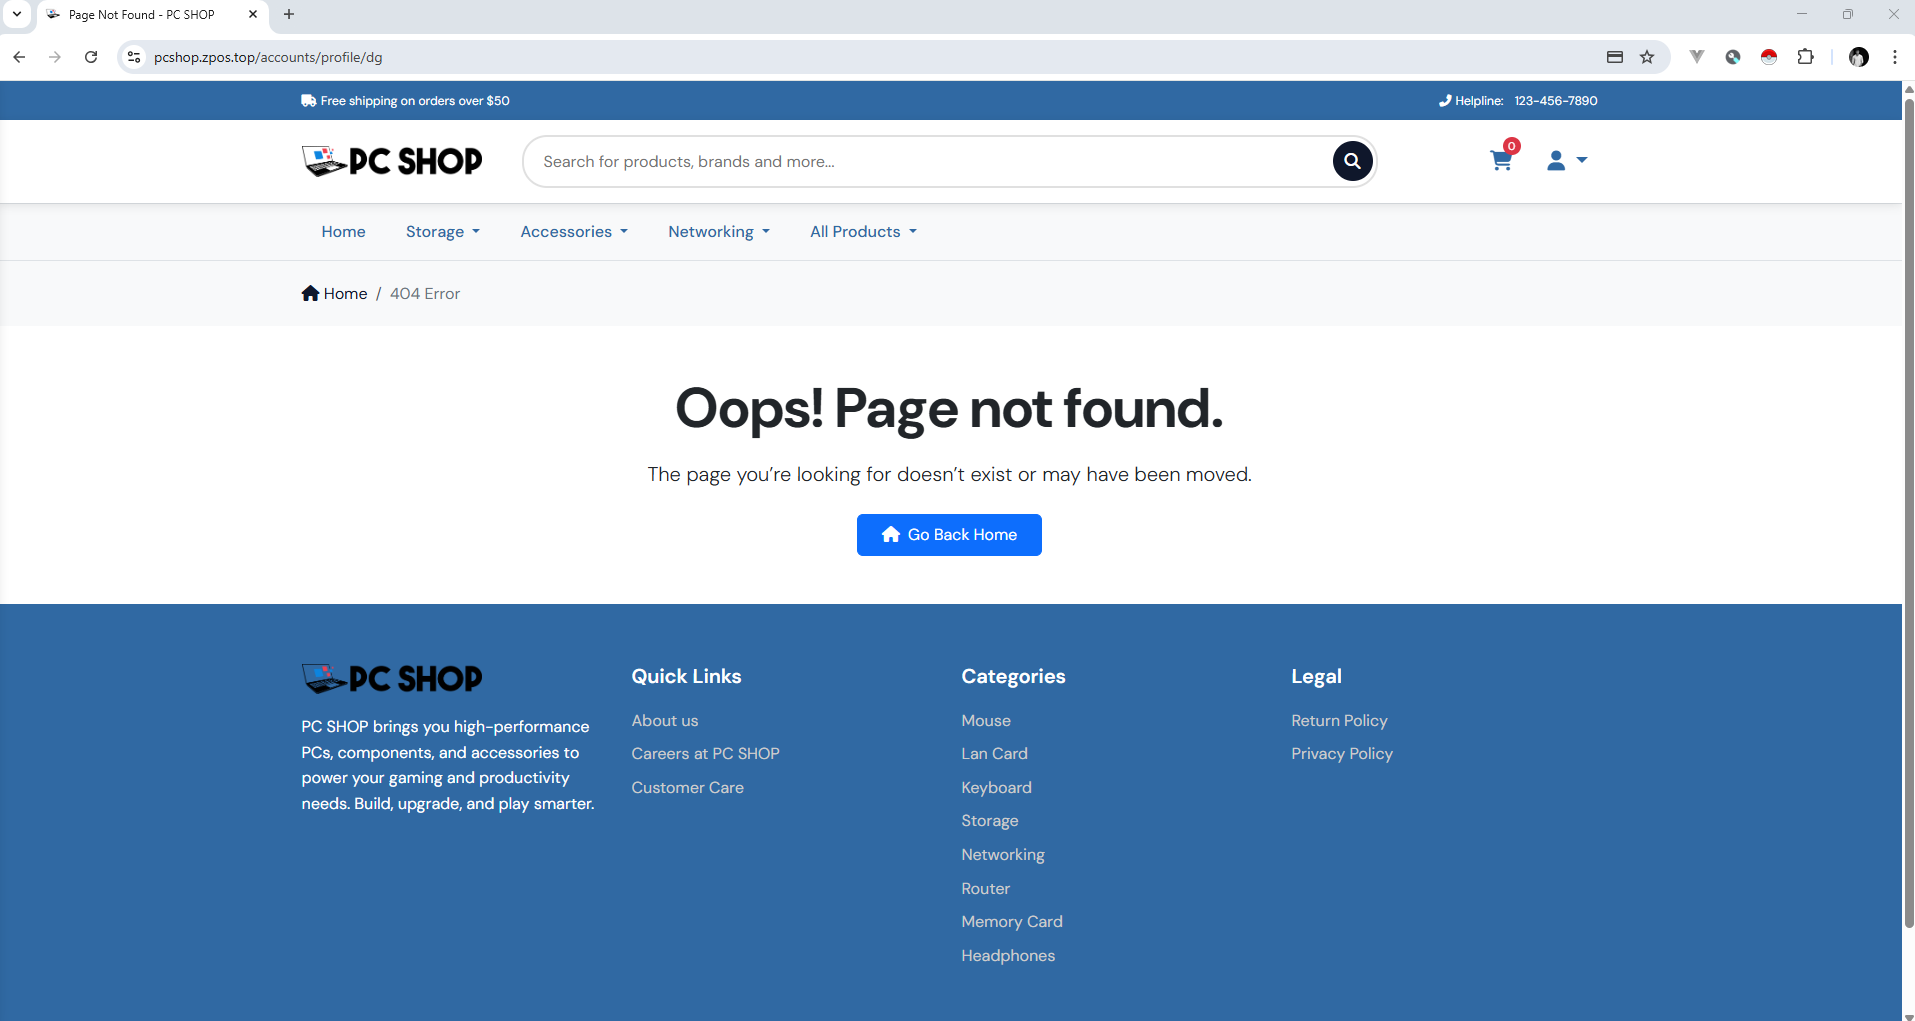 Page Not Found - PC SHOP
pcshop.zpos.top/accounts/profile/dg
Free shipping on orders over $50
Helpline: 123-456-7890
PC SHOP
Search for products, brands and more...
0
Home
Storage
Accessories
Networking
All Products
Home / 404 Error
Oops! Page not found.
The page you’re looking for doesn’t exist or may have been moved.
Go Back Home
PC SHOP
PC SHOP brings you high-performance
PCs, components, and accessories to
power your gaming and productivity
needs. Build, upgrade, and play smarter.
Quick Links
About us
Careers at PC SHOP
Customer Care
Categories
Mouse
Lan Card
Keyboard
Storage
Networking
Router
Memory Card
Headphones
Legal
Return Policy
Privacy Policy